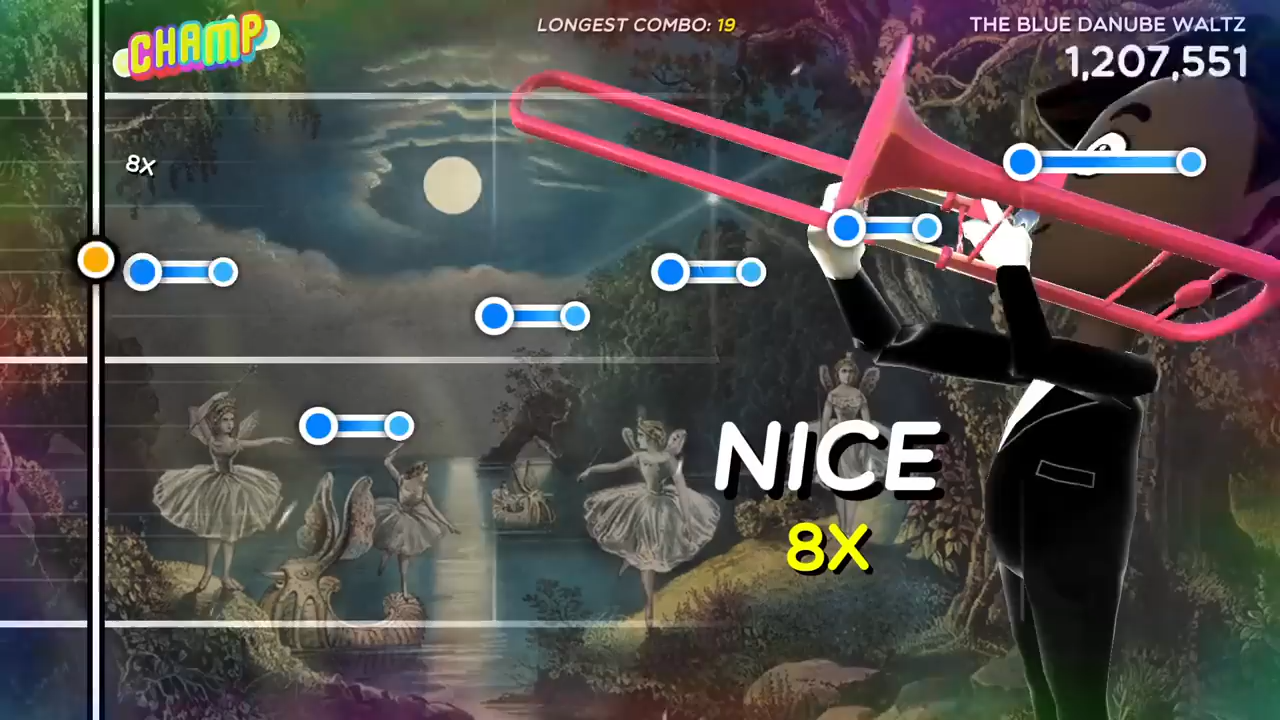 CHAMP
LONGEST COMBO: 19
THE BLUE DANUBE WALTZ
1,207,551
8X
NICE
8X